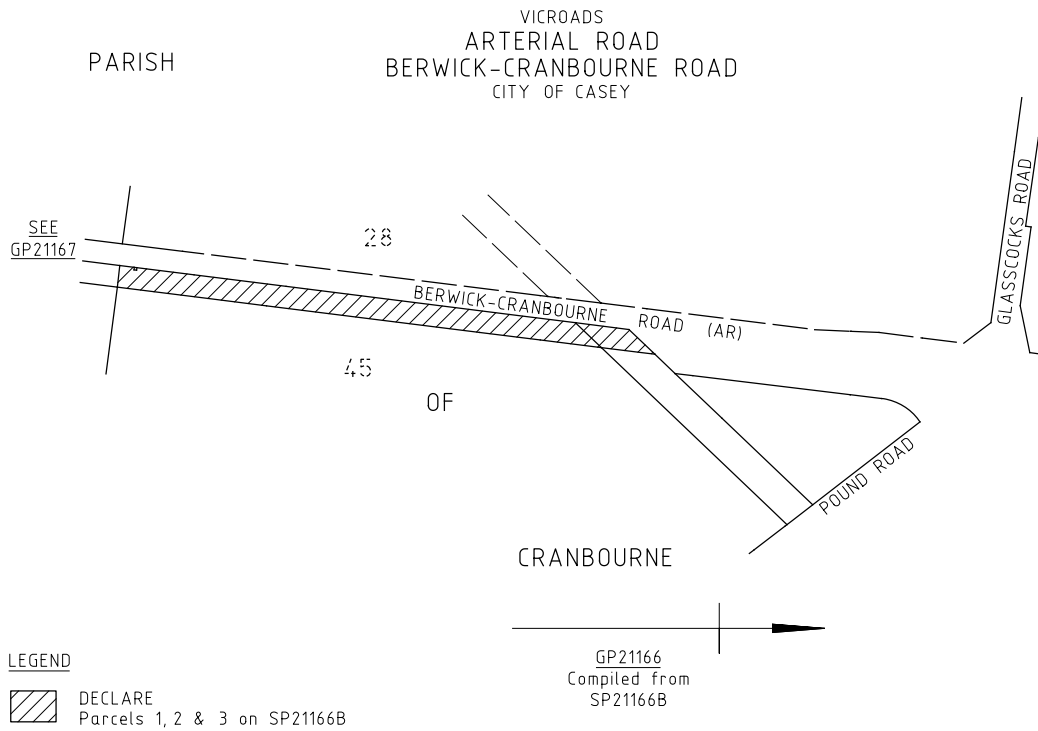 VICROADS
ARTERIAL ROAD
BERWICK-CRANBOURNE ROAD
CITY OF CASEY
PARISH
GLASSCOCKS ROAD
SEE
GP21167
28
BERWICK-CRANBOURNE ROAD (AR)
45
OF
POUND ROAD
CRANBOURNE
GP21166
Compiled from
SP21166B
LEGEND
DECLARE
Parcels 1, 2 & 3 on SP21166B